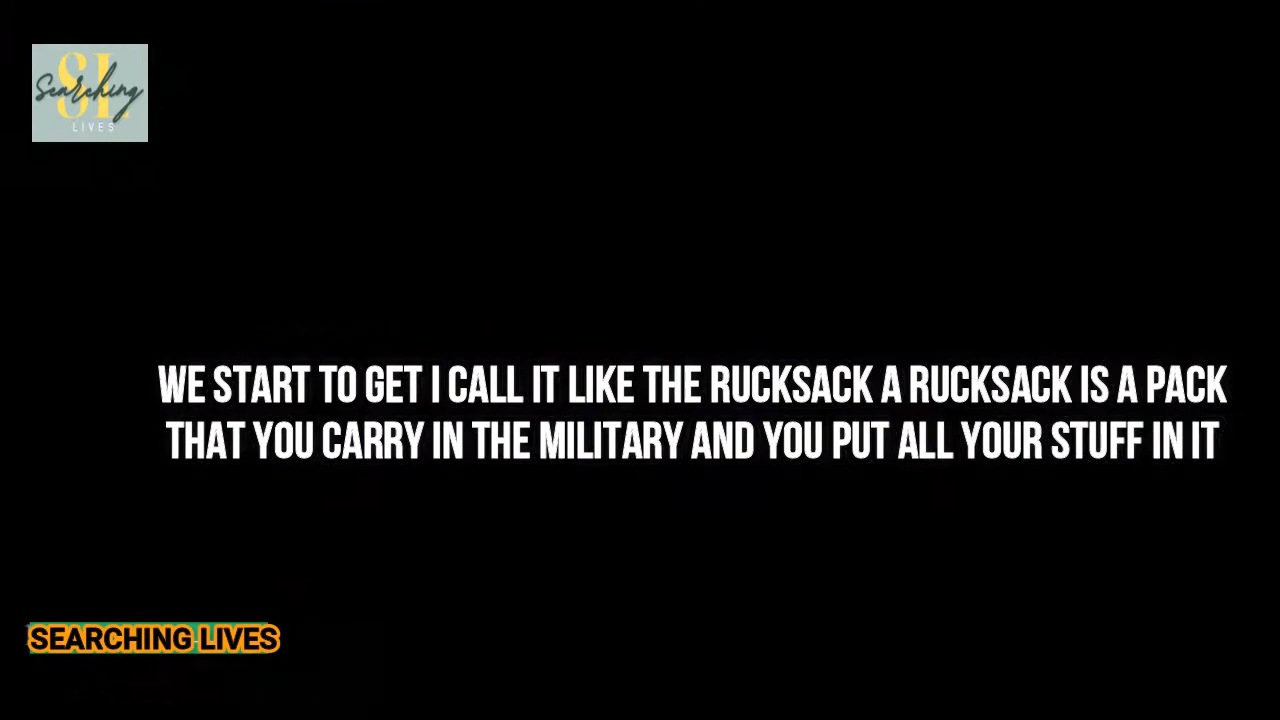 SL
Searching
LIVES
WE START TO GET I CALL IT LIKE THE RUCKSACK A RUCKSACK IS A PACK
THAT YOU CARRY IN THE MILITARY AND YOU PUT ALL YOUR STUFF IN IT
SEARCHING LIVES